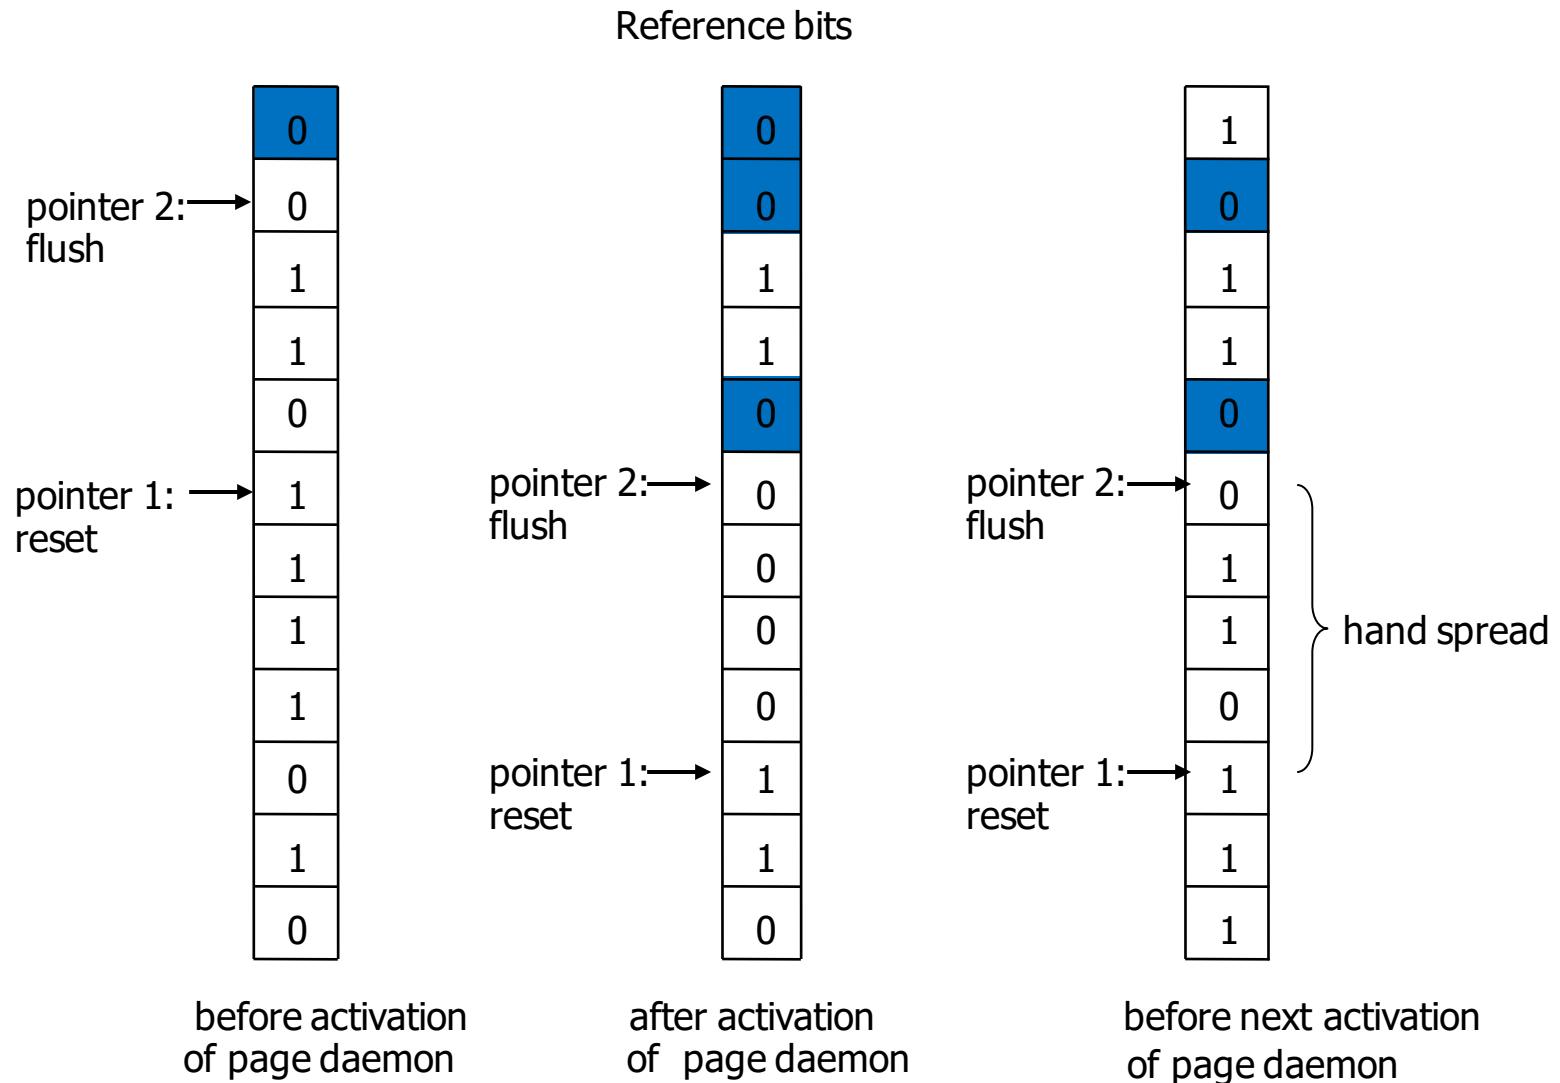 Reference bits
0
pointer 2:
flush
0
1
1
0
pointer 1:
reset
1
1
1
1
0
1
0
before activation
of page daemon
0
0
1
1
0
pointer 2:
flush
0
0
0
0
pointer 1:
reset
1
1
0
after activation
of page daemon
1
0
1
1
0
pointer 2:
flush
0
1
1
0
hand spread
pointer 1:
reset
1
1
1
before next activation
of page daemon